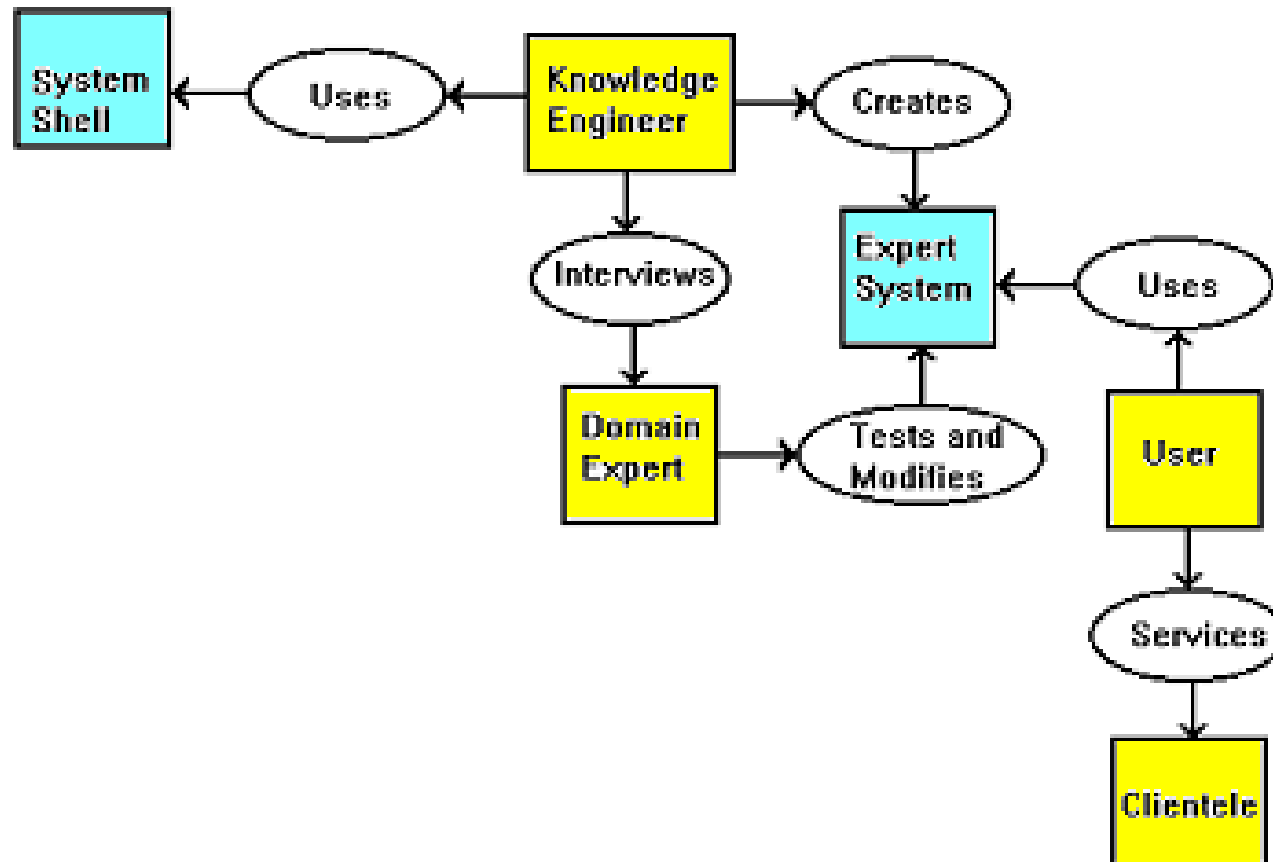 System
Shell
Uses
Knowledge
Engineer
Creates
Interviews
Expert
System
Uses
Domain
Expert
Tests and
Modifies
User
Services
Clientele